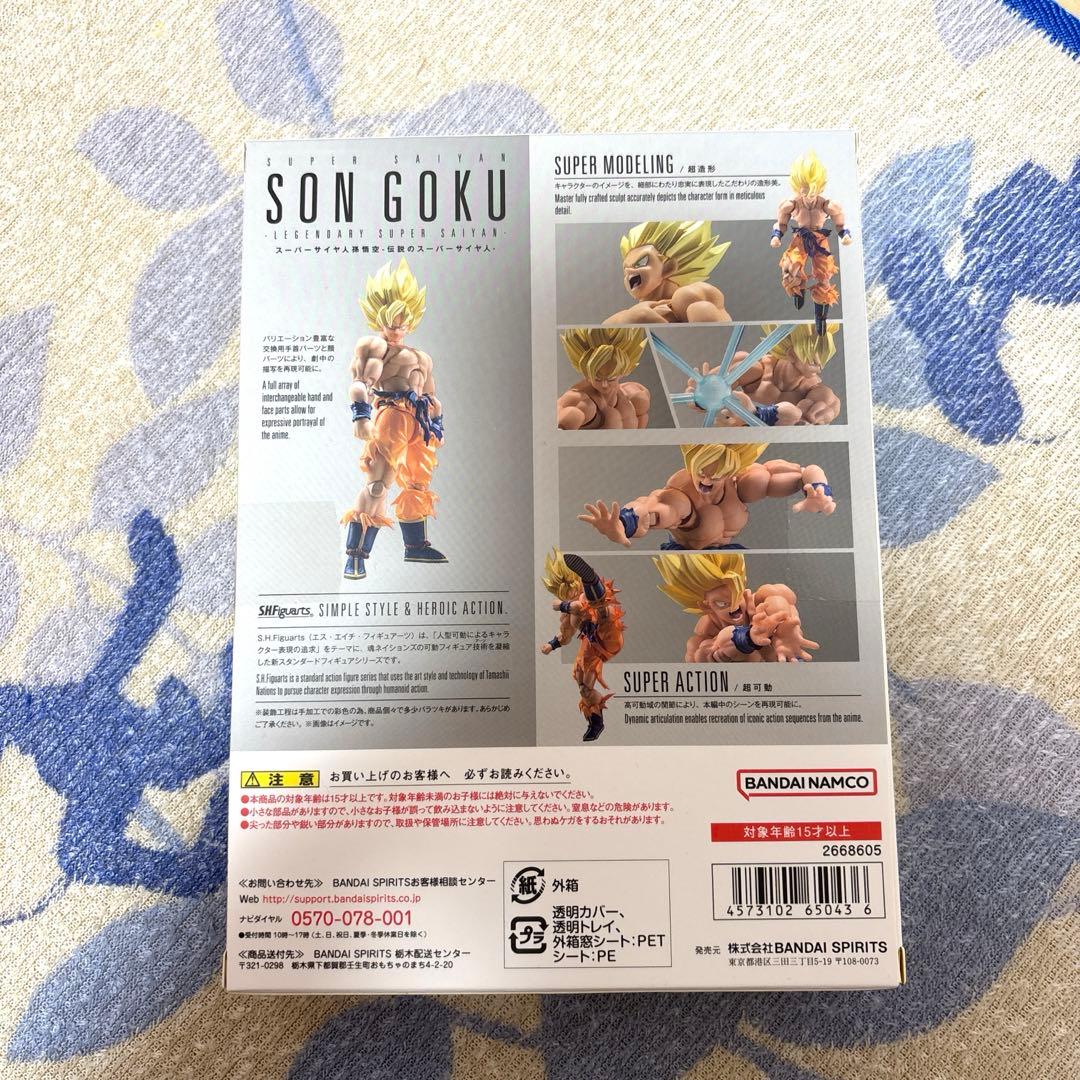 SUPER SAIYAN
SON GOKU
-LEGENDARY SUPER SAIYAN-
スーパーサイヤ人孫悟空-伝説のスーパーサイヤ人-
バリエーション豊富な
交換用手首パーツと顔
パーツにより、劇中の
描写を再現可能に。
A full array of
interchangeable hand and
face parts allow for
expressive portrayal of
the anime.
S.H.Figuarts SIMPLE STYLE & HEROIC ACTION.
S.H.Figuarts（エス・エイチ・フィギュアーツ）は、「人型可動によるキャラ
クター表現の追求」をテーマに、魂ネイションズの可動フィギュア技術を凝縮
した新スタンダードフィギュアシリーズです。
S.H.Figuarts is a standard action figure series that uses the art style and technology of Tamashii
Nations to pursue character expression through humanoid action.
※装飾工程は手加工での彩色の為、商品個々で多少バラツキがあります。あらかじめ
ご了承ください。※画像はイメージです。
SUPER MODELING / 超造形
キャラクターのイメージを、細部にわたり忠実に表現したこだわりの造形美。
Master fully crafted sculpt accurately depicts the character form in meticulous
detail.
SUPER ACTION / 超可動
高可動域の関節により、本編中のシーンを再現可能に。
Dynamic articulation enables recreation of iconic action sequences from the anime.
注意 お買い上げのお客様へ 必ずお読みください。
●本商品の対象年齢は15才以上です。対象年齢未満のお子様には絶対に与えないでください。
●小さな部品がありますので、小さなお子様が誤って飲み込まないように注意してください。窒息などの危険があります。
●尖った部分や鋭い部分がありますので、取扱や保管場所に注意してください。思わぬケガをするおそれがあります。
BANDAI NAMCO
対象年齢15才以上
2668605
4573102 65043 6
≪お問い合わせ先≫ BANDAI SPIRITSお客様相談センター
Web http://support.bandaispirits.co.jp
ナビダイヤル 0570-078-001
●受付時間 10時〜17時（土、日、祝日、夏季・冬季休業日を除く）
≪商品送付先≫ BANDAI SPIRITS 栃木配送センター
〒321-0298 栃木県下都賀郡壬生町おもちゃのまち4-2-20
紙 外箱
プラ 透明カバー、
透明トレイ、
外箱窓シート:PET
シート:PE
発売元 株式会社BANDAI SPIRITS
東京都港区三田三丁目5-19 〒108-0073